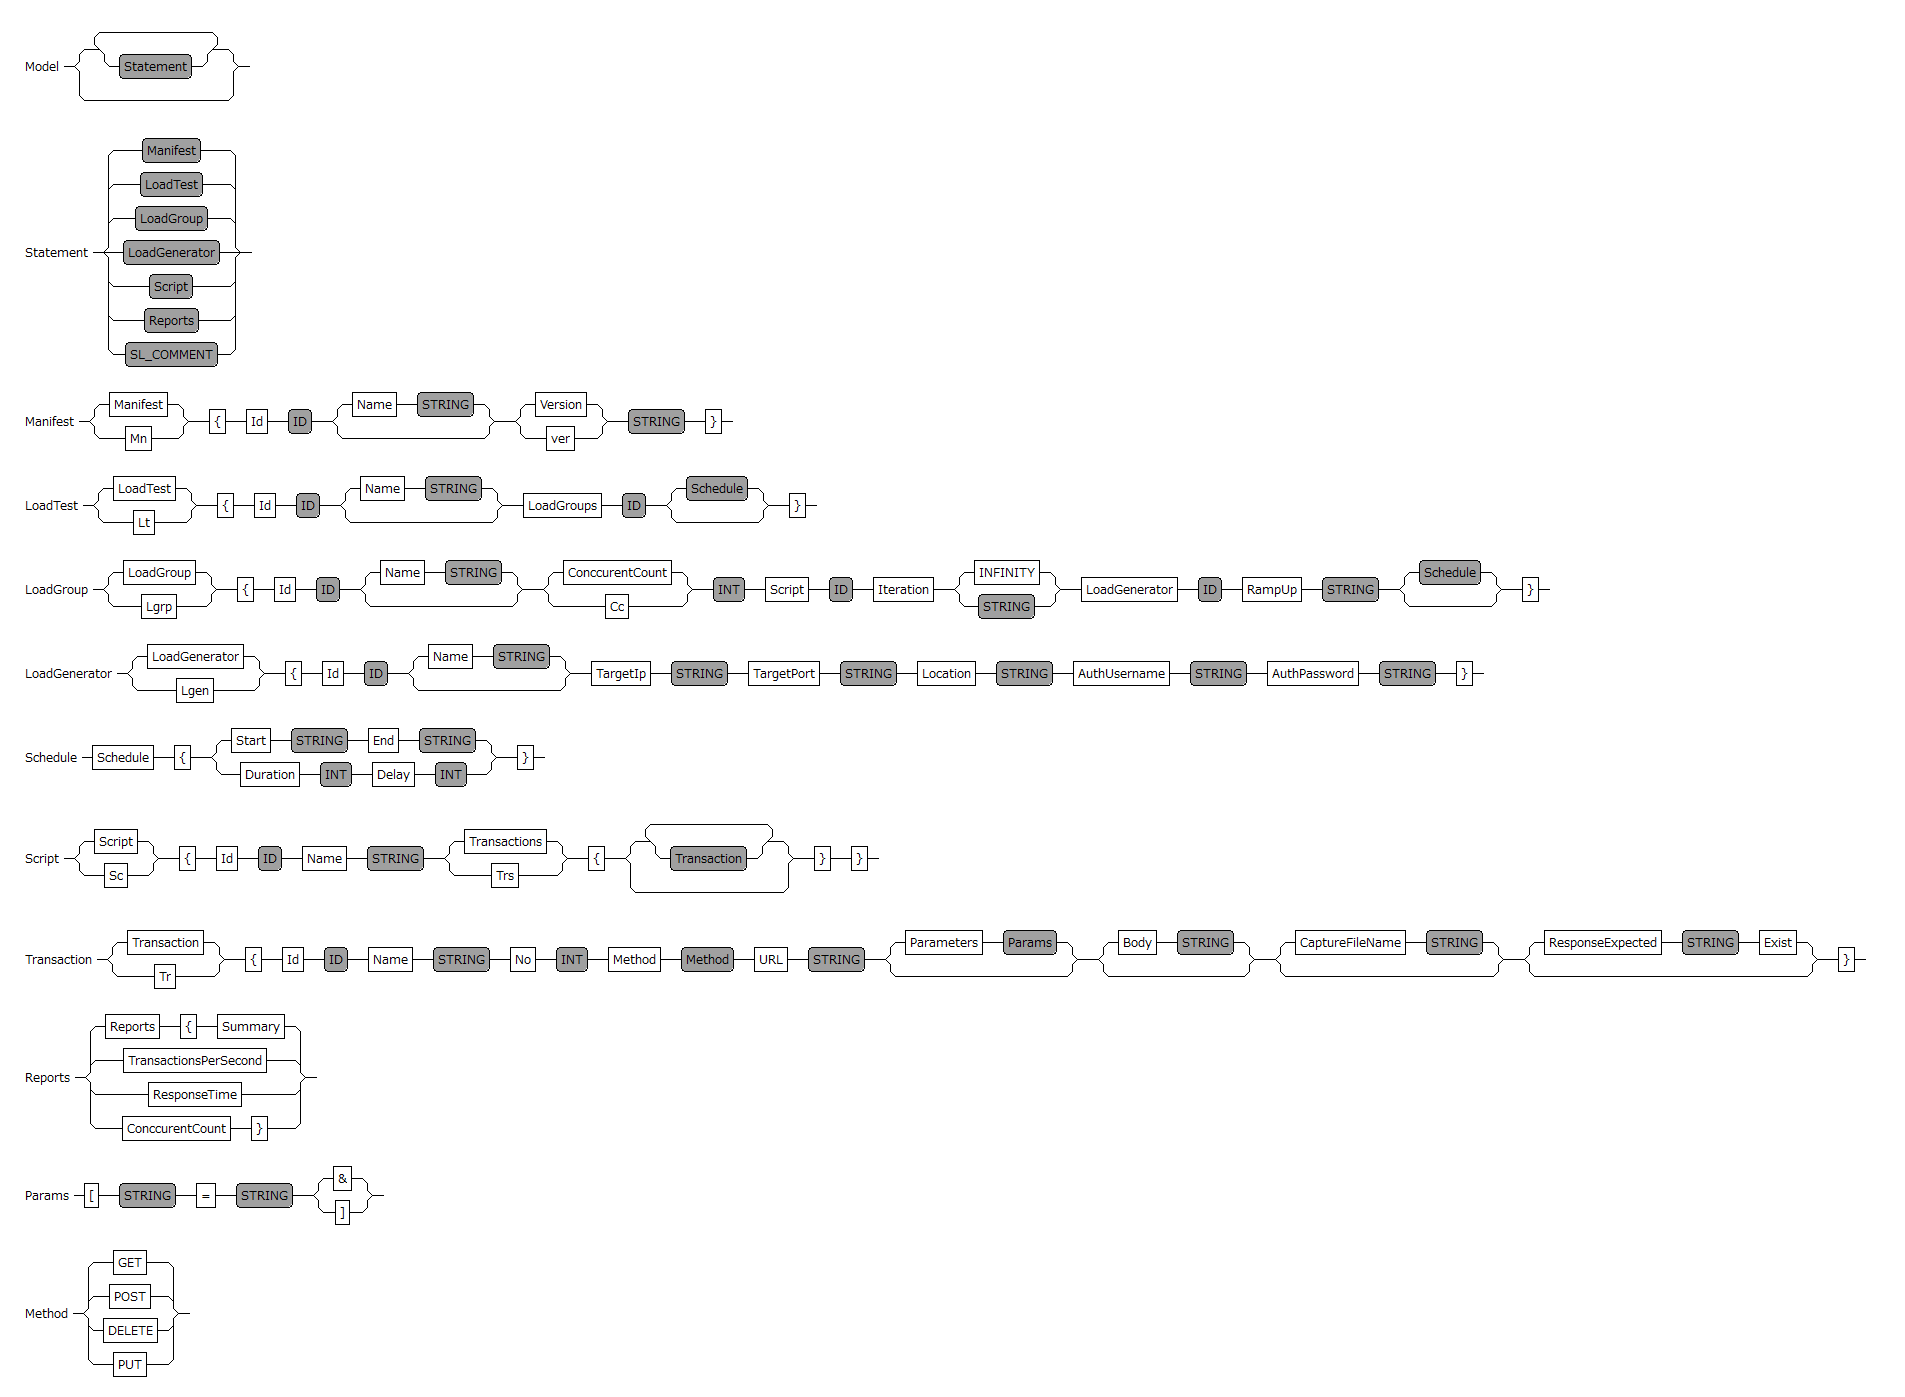 Model Statement
Manifest
LoadTest
LoadGroup
Statement LoadGenerator
Script
Reports
SL_COMMENT
Manifest Name STRING Version
Manifest { Id ID STRING }
Mn ver
LoadTest Name STRING Schedule
LoadTest { Id ID LoadGroups ID }
Lt
LoadGroup Name STRING ConccurentCount INFINITY Schedule
LoadGroup { Id ID INT Script ID Iteration LoadGenerator ID RampUp STRING }
Lgrp Cc STRING
LoadGenerator Name STRING
LoadGenerator { Id ID TargetIp STRING TargetPort STRING Location STRING AuthUsername STRING AuthPassword STRING }
Lgen
Start STRING End STRING
Schedule Schedule { }
Duration INT Delay INT
Script Transactions
Script { Id ID Name STRING { Transaction } }
Sc Trs
Transaction Parameters Params Body STRING CaptureFileName STRING ResponseExpected STRING Exist
Transaction { Id ID Name STRING No INT Method Method URL STRING }
Tr
Reports { Summary
TransactionsPerSecond
Reports
ResponseTime
ConccurentCount }
&
Params [ STRING = STRING
]
GET
POST
Method
DELETE
PUT